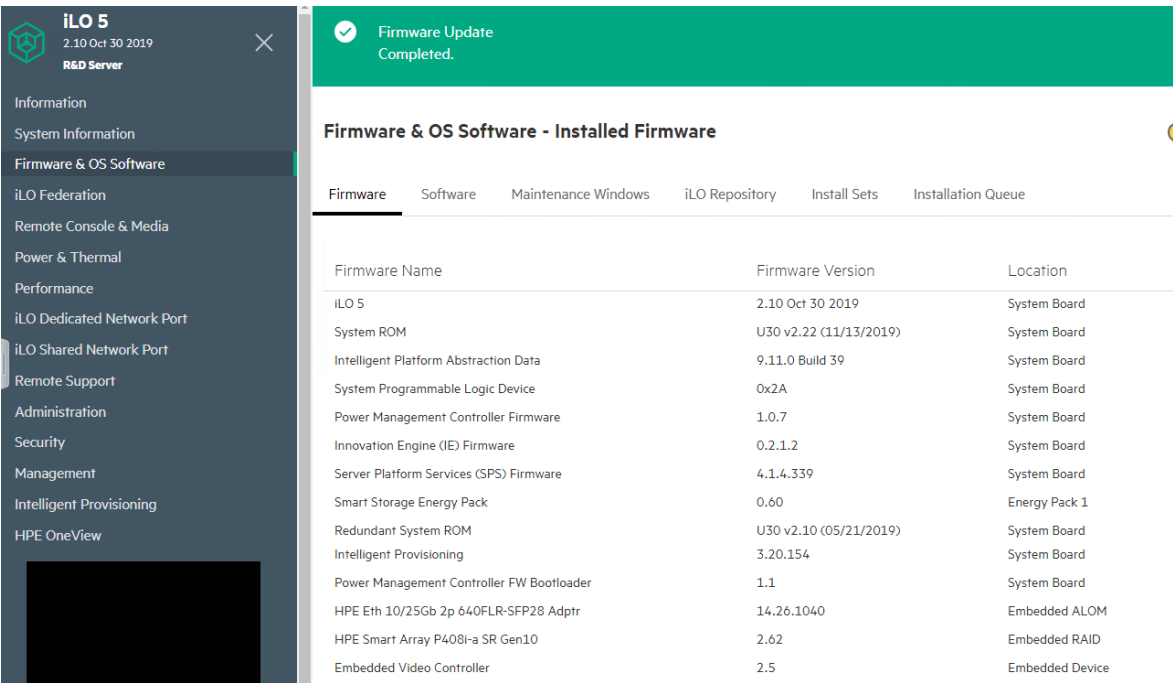 iLO 5
2.10 Oct 30 2019
R&D Server
Information
System Information
Firmware & OS Software
iLO Federation
Remote Console & Media
Power & Thermal
Performance
iLO Dedicated Network Port
iLO Shared Network Port
Remote Support
Administration
Security
Management
Intelligent Provisioning
HPE OneView
Firmware Update
Completed.
Firmware & OS Software - Installed Firmware
Firmware Software Maintenance Windows iLO Repository Install Sets Installation Queue
Firmware Name Firmware Version Location
iLO 5 2.10 Oct 30 2019 System Board
System ROM U30 v2.22 (11/13/2019) System Board
Intelligent Platform Abstraction Data 9.11.0 Build 39 System Board
System Programmable Logic Device 0x2A System Board
Power Management Controller Firmware 1.0.7 System Board
Innovation Engine (IE) Firmware 0.2.1.2 System Board
Server Platform Services (SPS) Firmware 4.1.4.339 System Board
Smart Storage Energy Pack 0.60 Energy Pack 1
Redundant System ROM U30 v2.10 (05/21/2019) System Board
Intelligent Provisioning 3.20.154 System Board
Power Management Controller FW Bootloader 1.1 System Board
HPE Eth 10/25Gb 2p 640FLR-SFP28 Adptr 14.26.1040 Embedded ALOM
HPE Smart Array P408i-a SR Gen10 2.62 Embedded RAID
Embedded Video Controller 2.5 Embedded Device